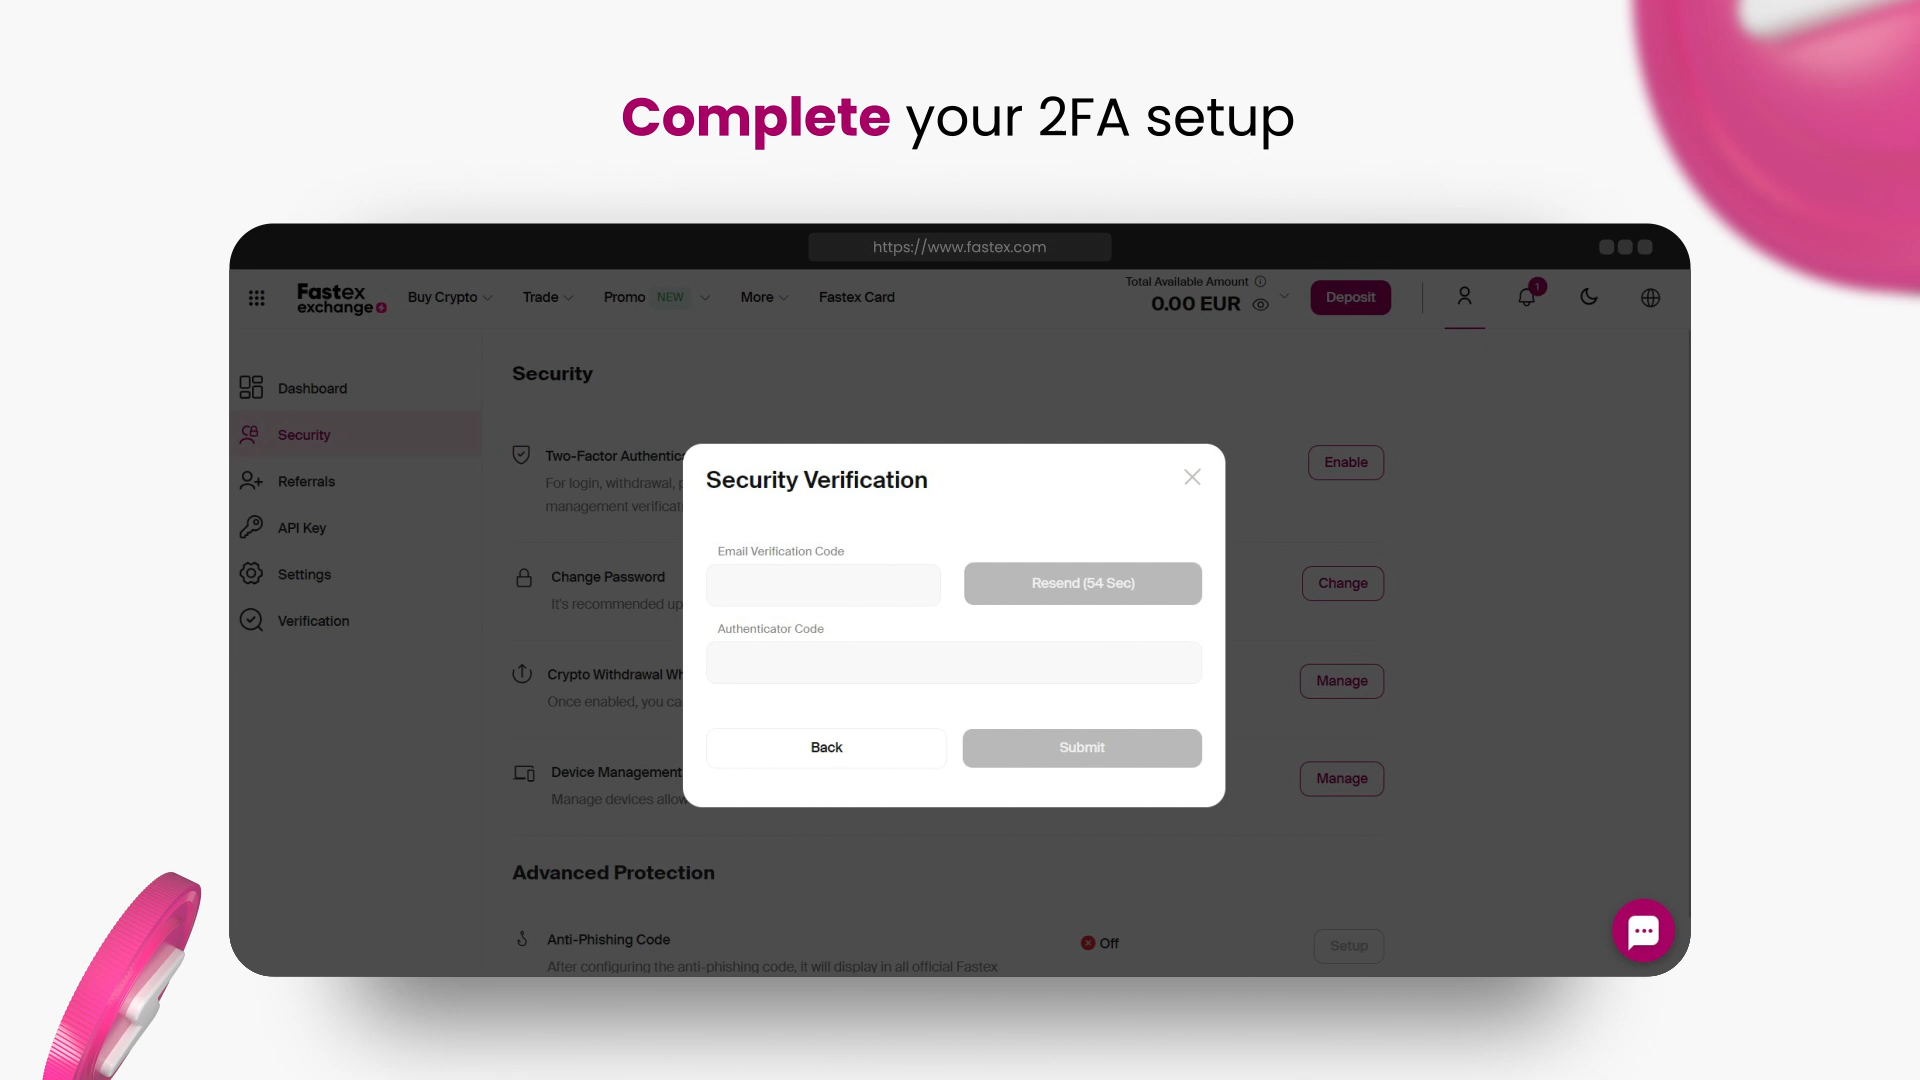 Complete your 2FA setup
https://www.fastex.com
Fastex
exchange
Buy Crypto
Trade
Promo NEW
More
Fastex Card
Total Available Amount
0.00 EUR
Deposit
1
Dashboard
Security
Referrals
API Key
Settings
Verification
Security
Two-Factor Authentic
For login, withdrawal,
management verificat
Enable
Change Password
It's recommended up
Change
Crypto Withdrawal Wh
Once enabled, you ca
Manage
Device Management
Manage devices allow
Manage
Security Verification
Email Verification Code
Resend (54 Sec)
Authenticator Code
Back
Submit
Advanced Protection
Anti-Phishing Code
After configuring the anti-phishing code, it will display in all official Fastex
Off
Setup